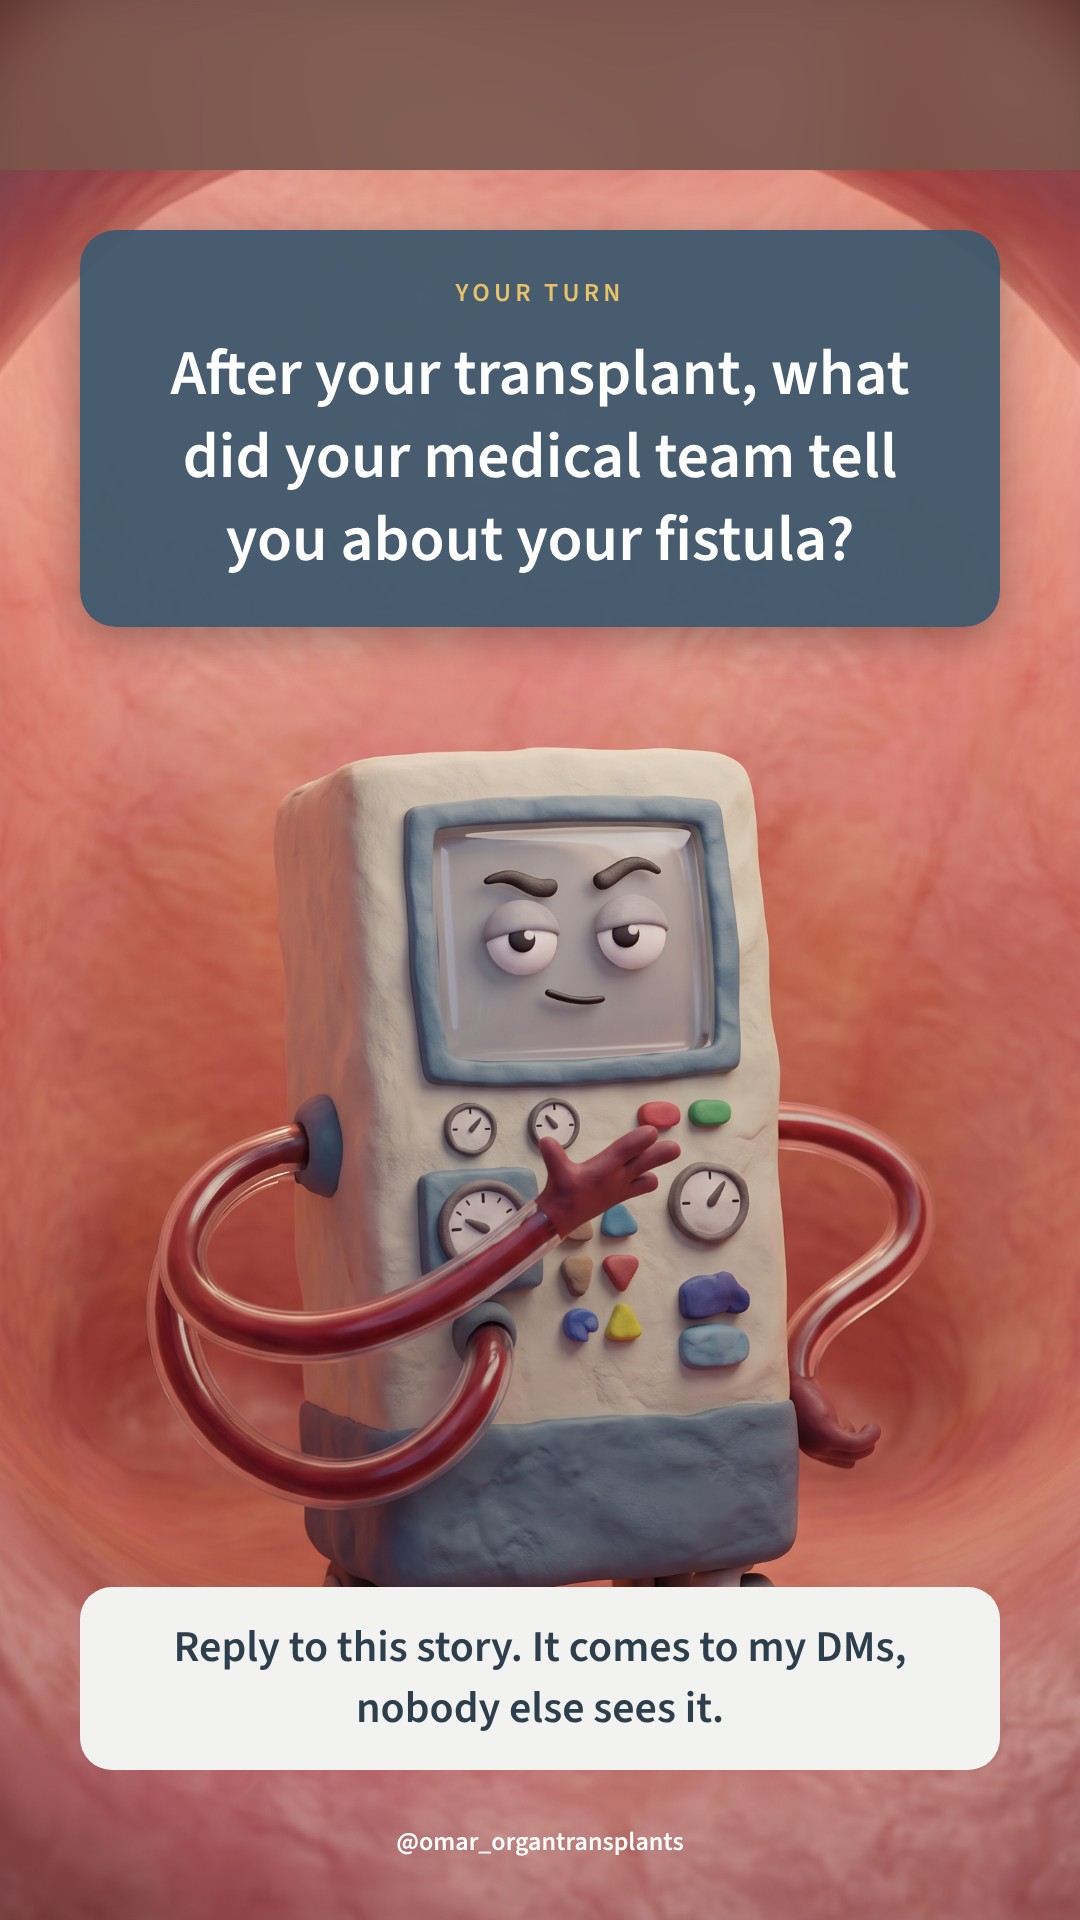 YOUR TURN
After your transplant, what
did your medical team tell
you about your fistula?
Reply to this story. It comes to my DMs,
nobody else sees it.
@omar_organtransplants